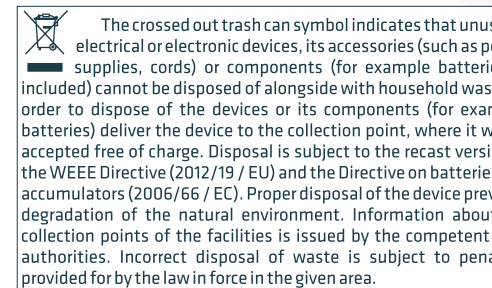 The crossed out trash can symbol indicates that unus
electrical or electronic devices, its accessories (such as po
supplies, cords) or components (for example batterie
included) cannot be disposed of alongside with household was
order to dispose of the devices or its components (for exam
batteries) deliver the device to the collection point, where it w
accepted free of charge. Disposal is subject to the recast versi
the WEEE Directive (2012/19 / EU) and the Directive on batterie
accumulators (2006/66 / EC). Proper disposal of the device prev
degradation of the natural environment. Information about
collection points of the facilities is issued by the competent
authorities. Incorrect disposal of waste is subject to pena
provided for by the law in force in the given area.